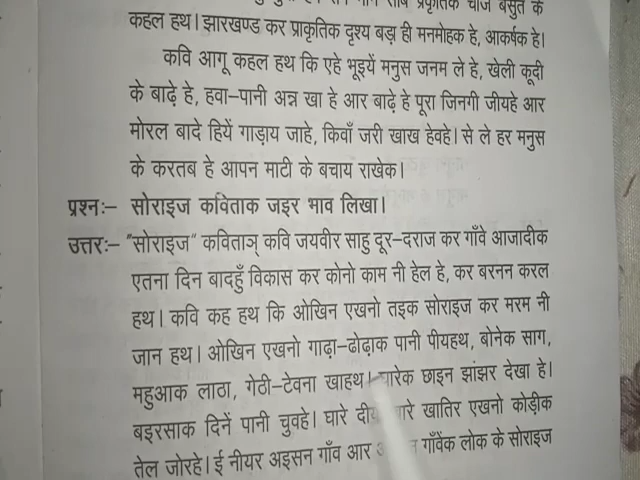 प्राकृतिक चीज बसुत के
कहल हथ। झारखण्ड कर प्राकृतिक दृश्य बड़ा ही मनमोहक हे, आकर्षक हे।
कवि आगू कहल हथ कि एहे भूइयें मनुस जनम ले हे, खेली कूदी
के बाढ़े हे, हवा-पानी अन्न खा हे आर बाढ़े हे पूरा जिनगी जीयहे आर
मोरल बादे हियें गाड़ाय जाहे, किवाँ जरी खाख हेवहे। से ले हर मनुस
के करतब हे आपन माटी के बचाय राखेक।
प्रश्नः- सोराइज कविताक जइर भाव लिखा।
उत्तरः- "सोराइज" कविताञ् कवि जयवीर साहु दूर-दराज कर गाँवे आजादीक
एतना दिन बादहुँ विकास कर कोनो काम नी हेल हे, कर बरनन करल
हथ। कवि कह हथ कि ओखिन एखनो तइक सोराइज कर मरम नी
जान हथ। ओखिन एखनो गाढ़ा-ढोढ़ाक पानी पीयहथ, बोनेक साग,
महुआक लाठा, गेठी-टेवना खाहथ। छाइन झांझर देखा हे।
बइरसाक दिनें पानी चुवहे। घारे खातिर एखनो कोड़ीक
तेल जोरहे। ई नीयर अइसन गाँव आर गाँवेंक लोक के सोराइज